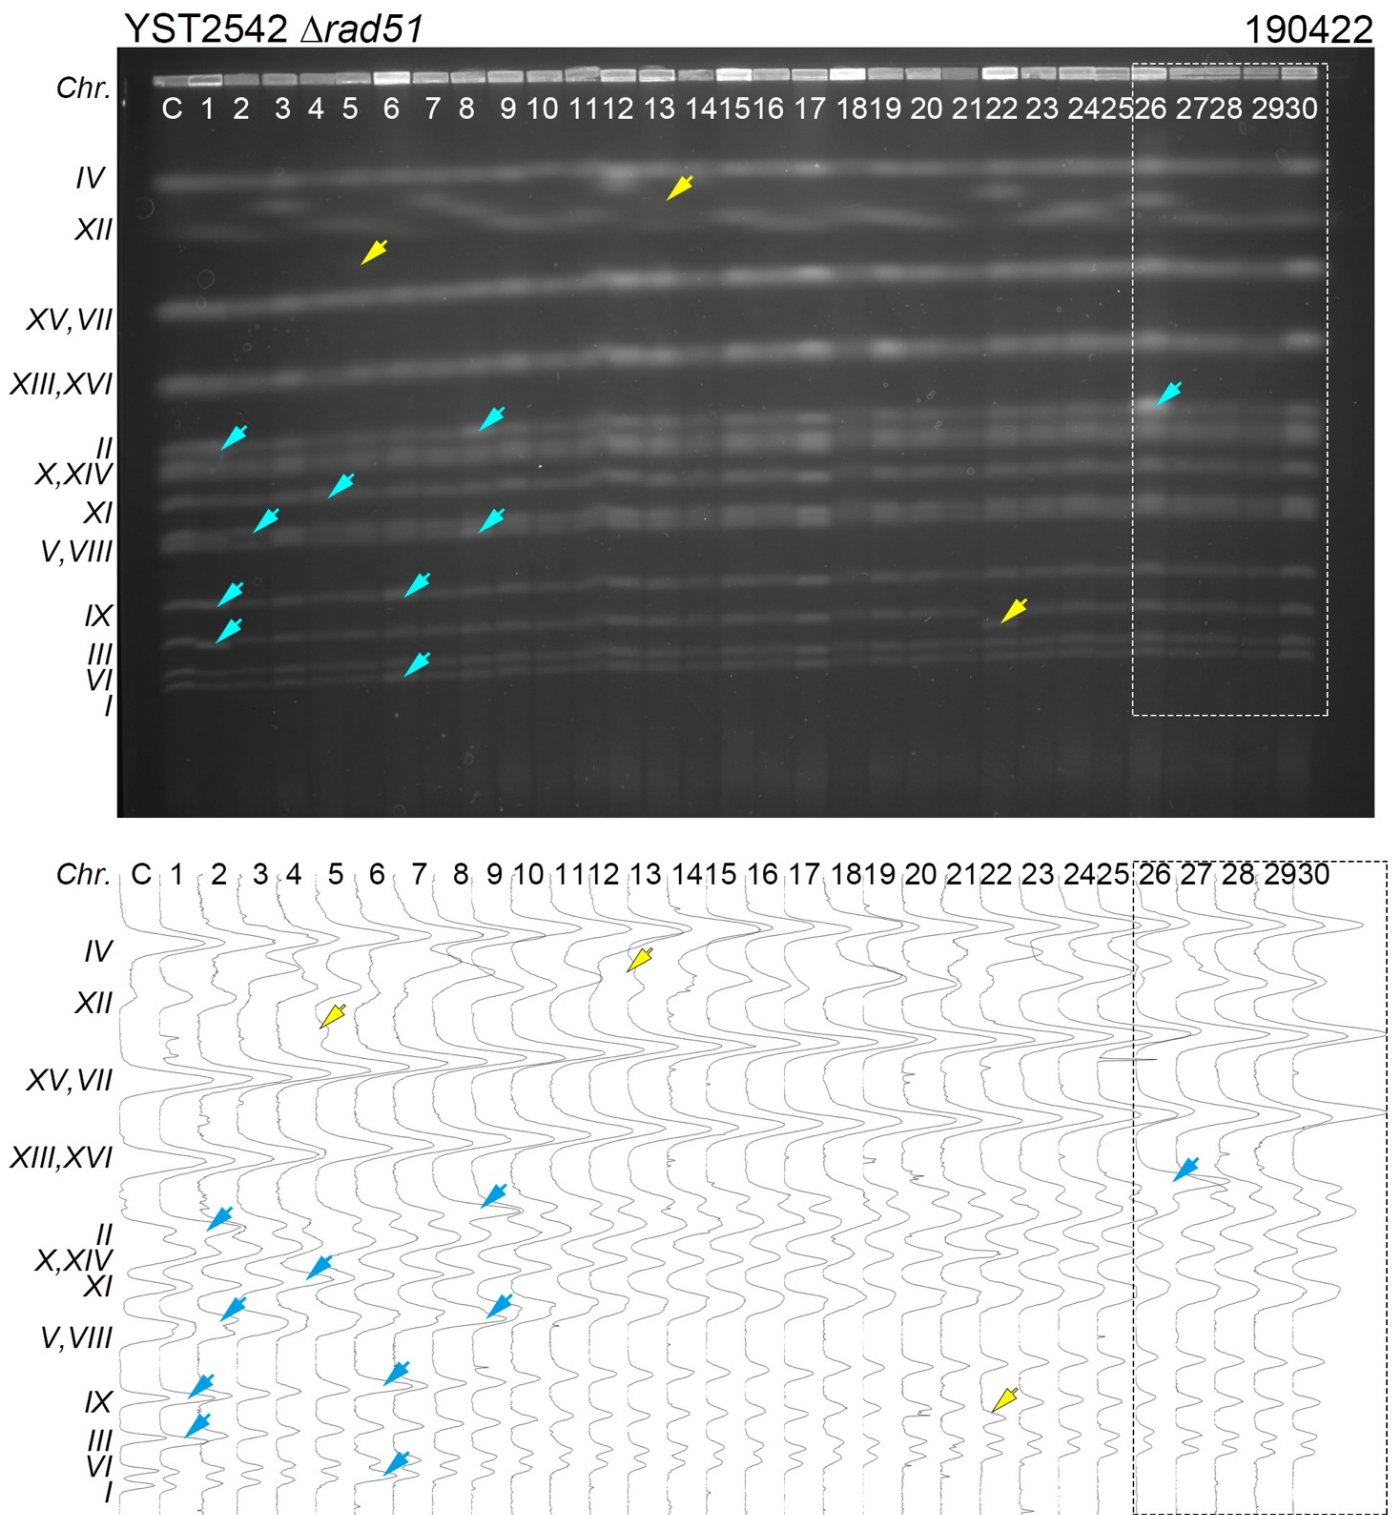 YST2542 Δrad51 190422
Chr.
C 1 2 3 4 5 6 7 8 9 10 11 12 13 14 15 16 17 18 19 20 21 22 23 24 25 26 27 28 29 30
IV
XII
XV,VII
XIII,XVI
II
X,XIV
XI
V,VIII
IX
III
VI
I
Chr. C 1 2 3 4 5 6 7 8 9 10 11 12 13 14 15 16 17 18 19 20 21 22 23 24 25 26 27 28 29 30
IV
XII
XV,VII
XIII,XVI
II
X,XIV
XI
V,VIII
IX
III
VI
I